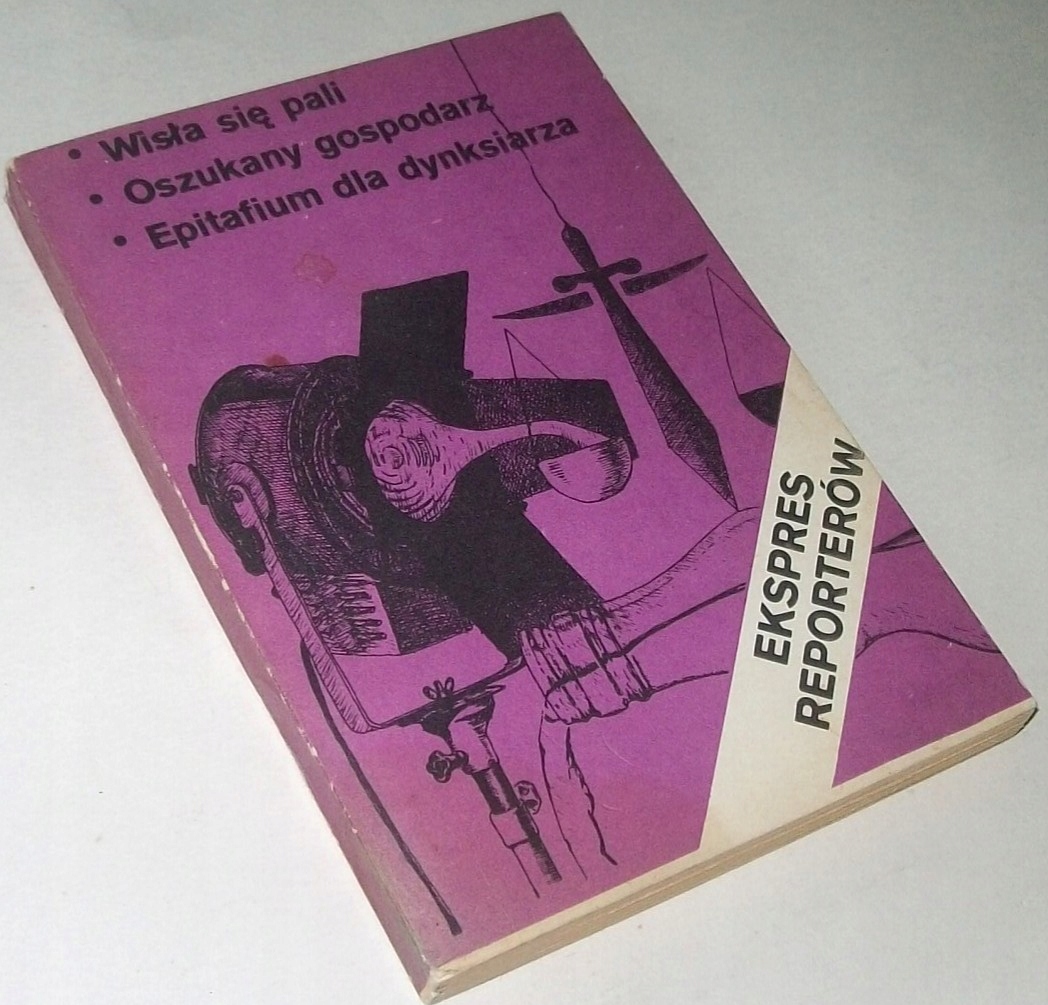 • Wisła się pali
• Oszukany gospodarz
• Epitafium dla dynksiarza
EKSPRES
REPORTERÓW